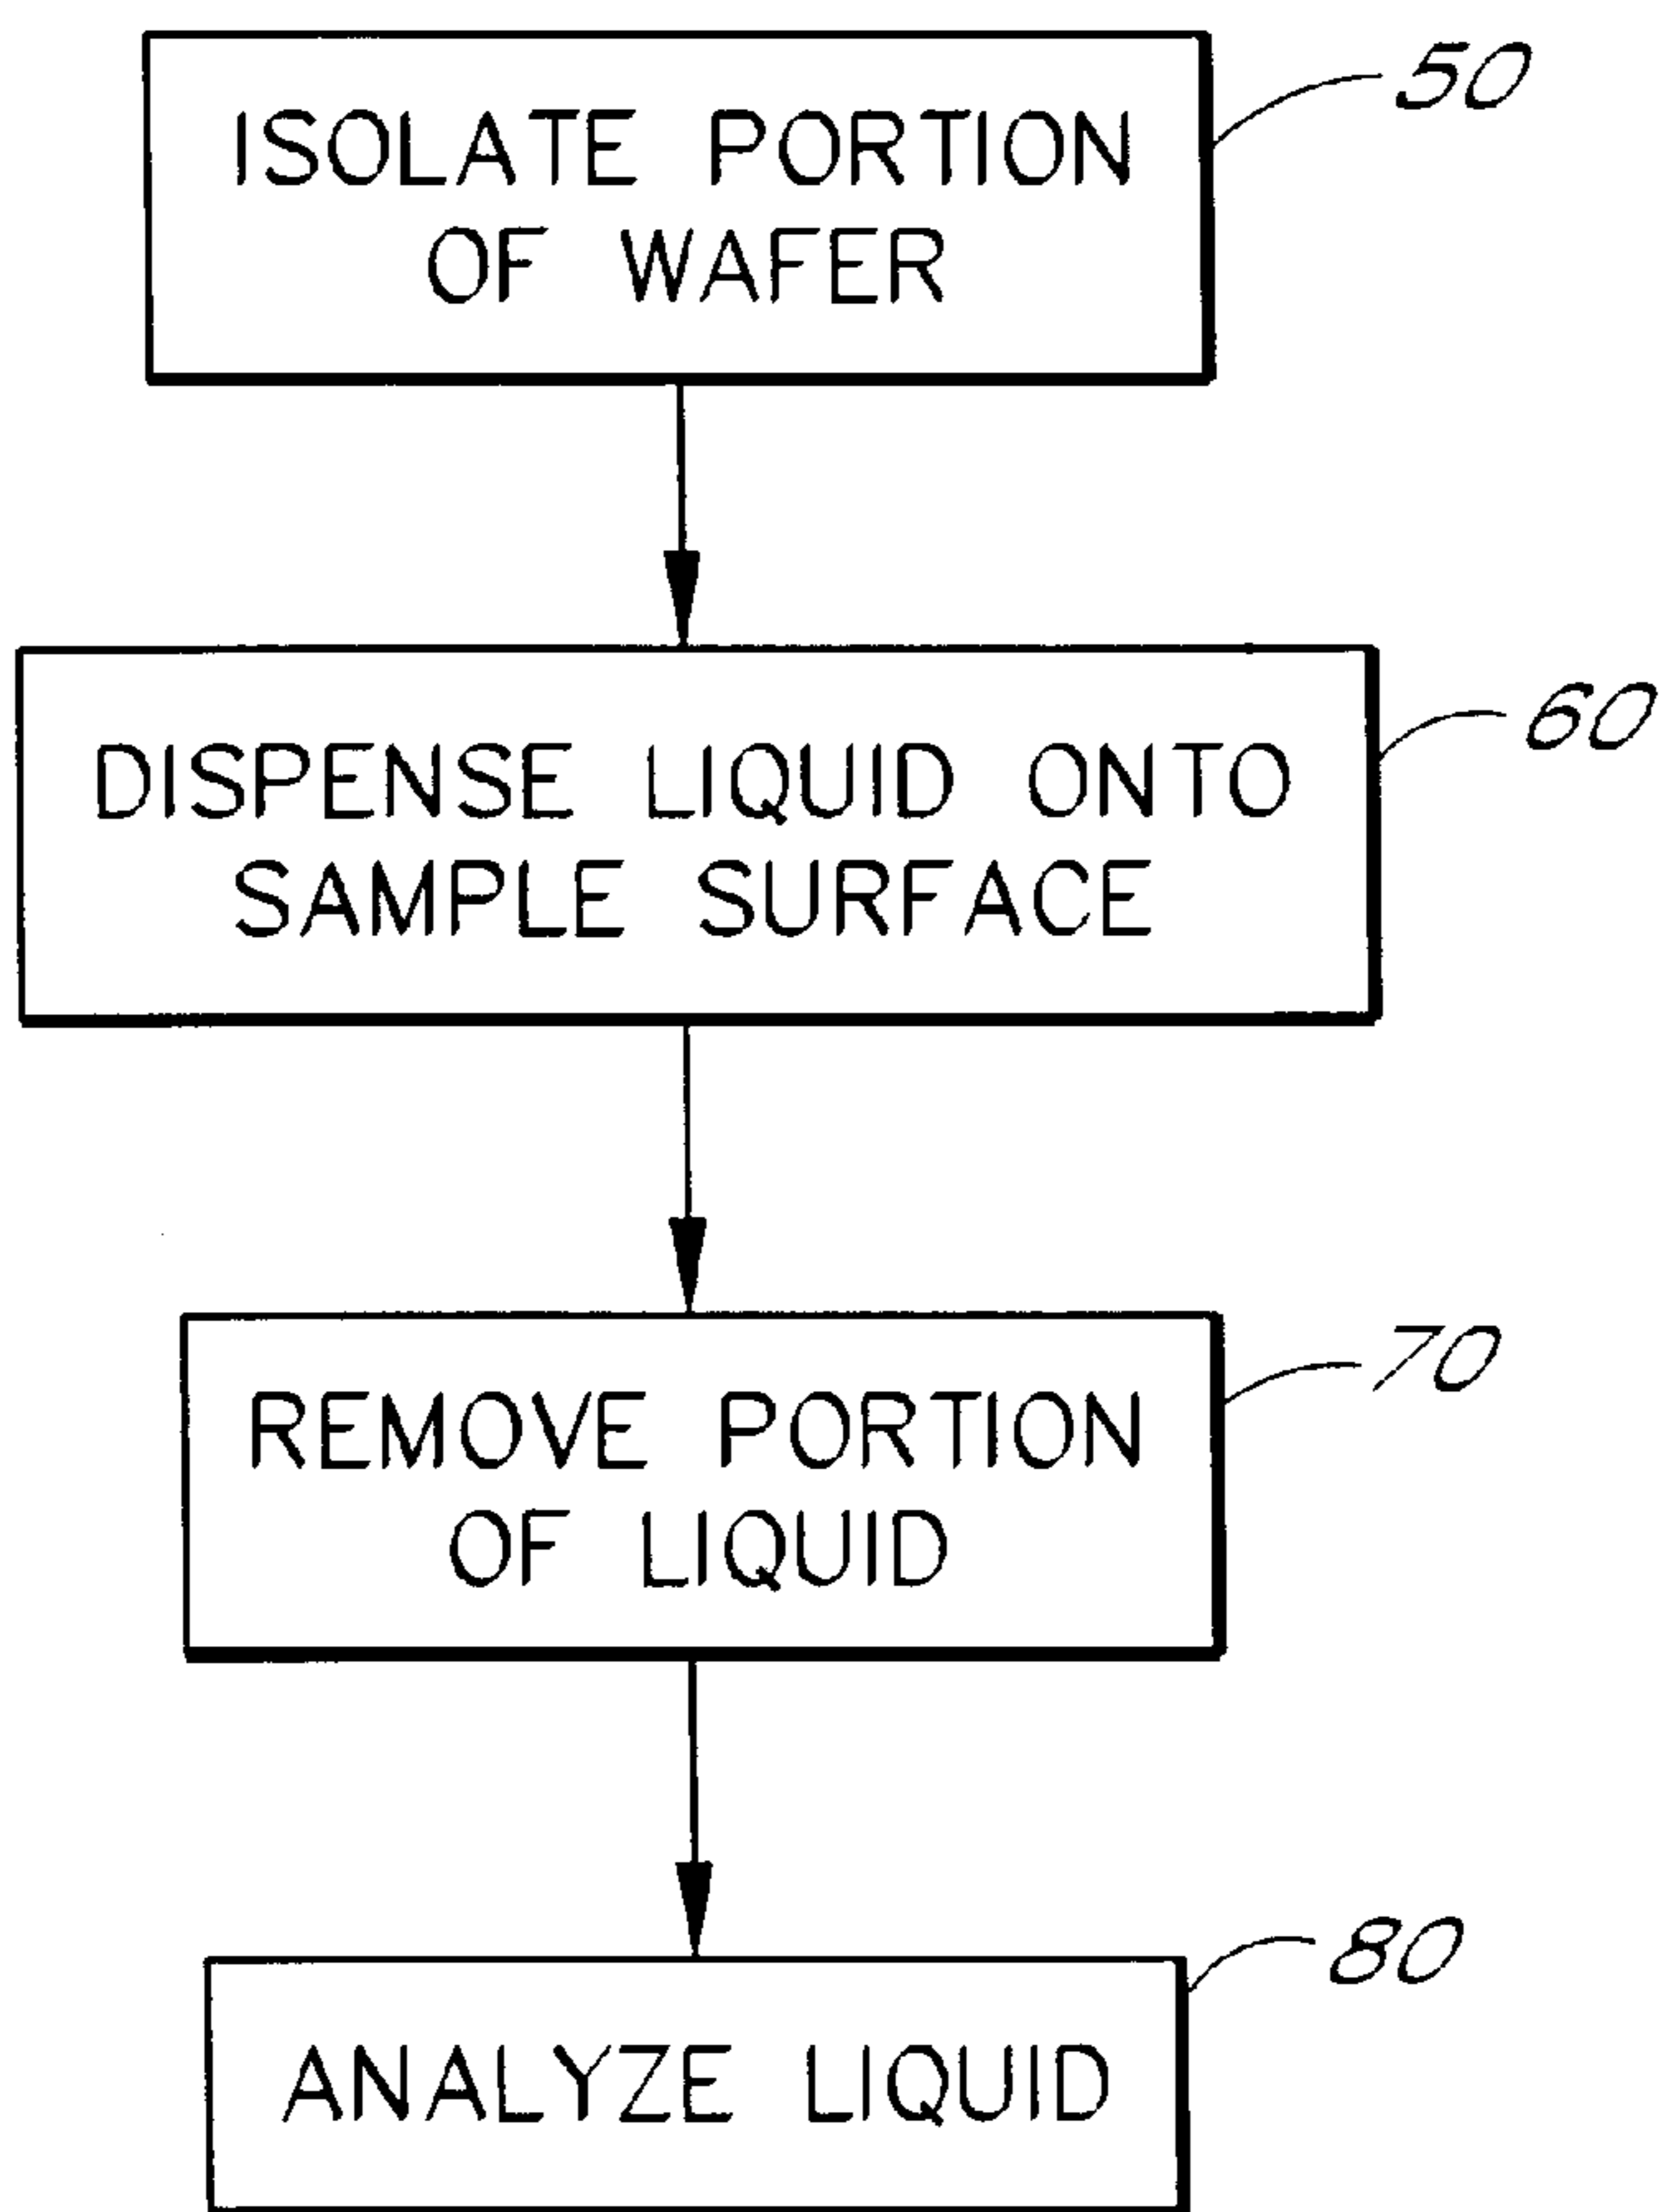 ISOLATE PORTION
OF WAFER
50
DISPENSE LIQUID ONTO
SAMPLE SURFACE
60
REMOVE PORTION
OF LIQUID
70
ANALYZE LIQUID
80